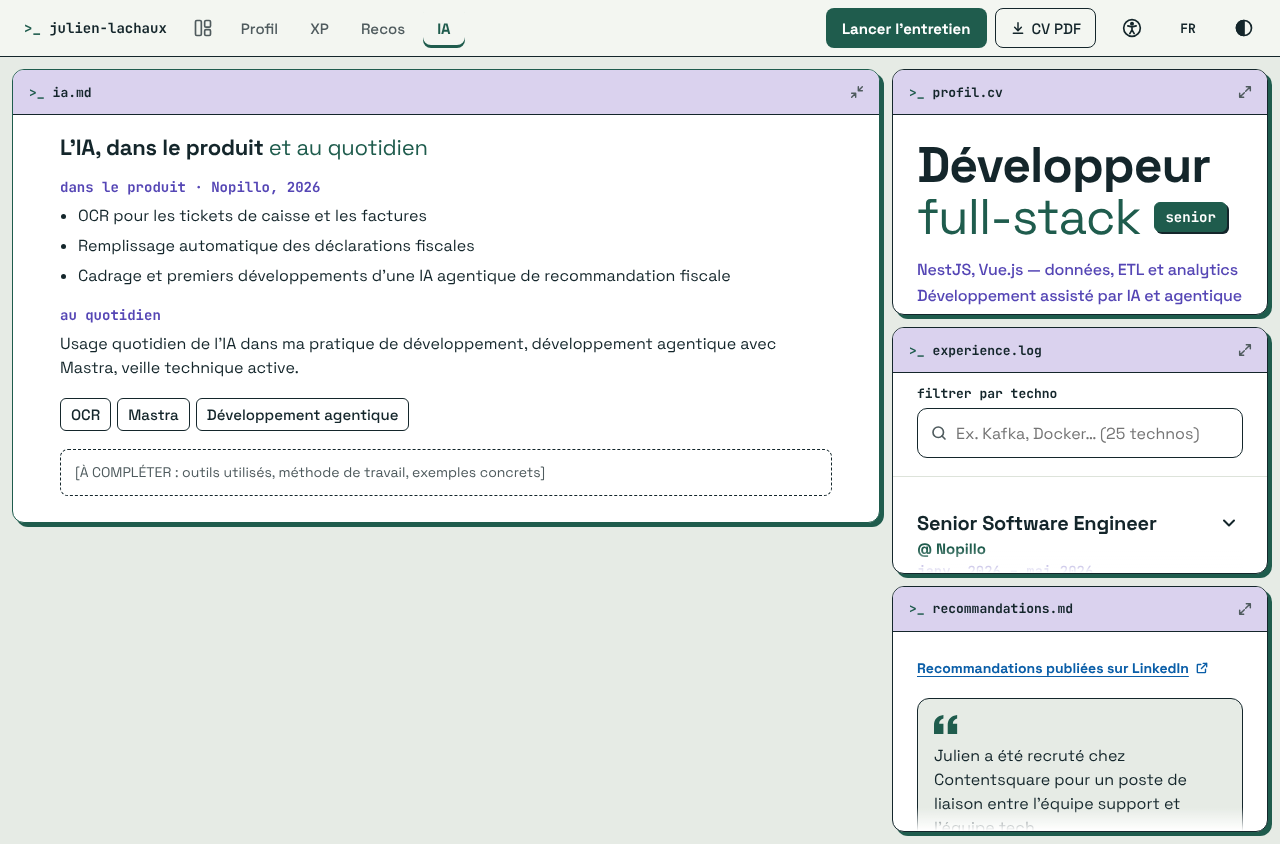 >_ julien-lachaux
Profil
XP
Recos
IA
Lancer l'entretien
CV PDF
FR
>_ ia.md
L'IA, dans le produit et au quotidien
dans le produit · Nopillo, 2026
• OCR pour les tickets de caisse et les factures
• Remplissage automatique des déclarations fiscales
• Cadrage et premiers développements d'une IA agentique de recommandation fiscale
au quotidien
Usage quotidien de l'IA dans ma pratique de développement, développement agentique avec
Mastra, veille technique active.
OCR
Mastra
Développement agentique
[À COMPLÉTER : outils utilisés, méthode de travail, exemples concrets]
>_ profil.cv
Développeur
full-stack
senior
NestJS, Vue.js — données, ETL et analytics
Développement assisté par IA et agentique
>_ experience.log
filtrer par techno
Ex. Kafka, Docker… (25 technos)
Senior Software Engineer
@ Nopillo
janv. 2026 - mai 2026
>_ recommandations.md
Recommandations publiées sur LinkedIn
Julien a été recruté chez
Contentsquare pour un poste de
liaison entre l'équipe support et
l'équipe tech